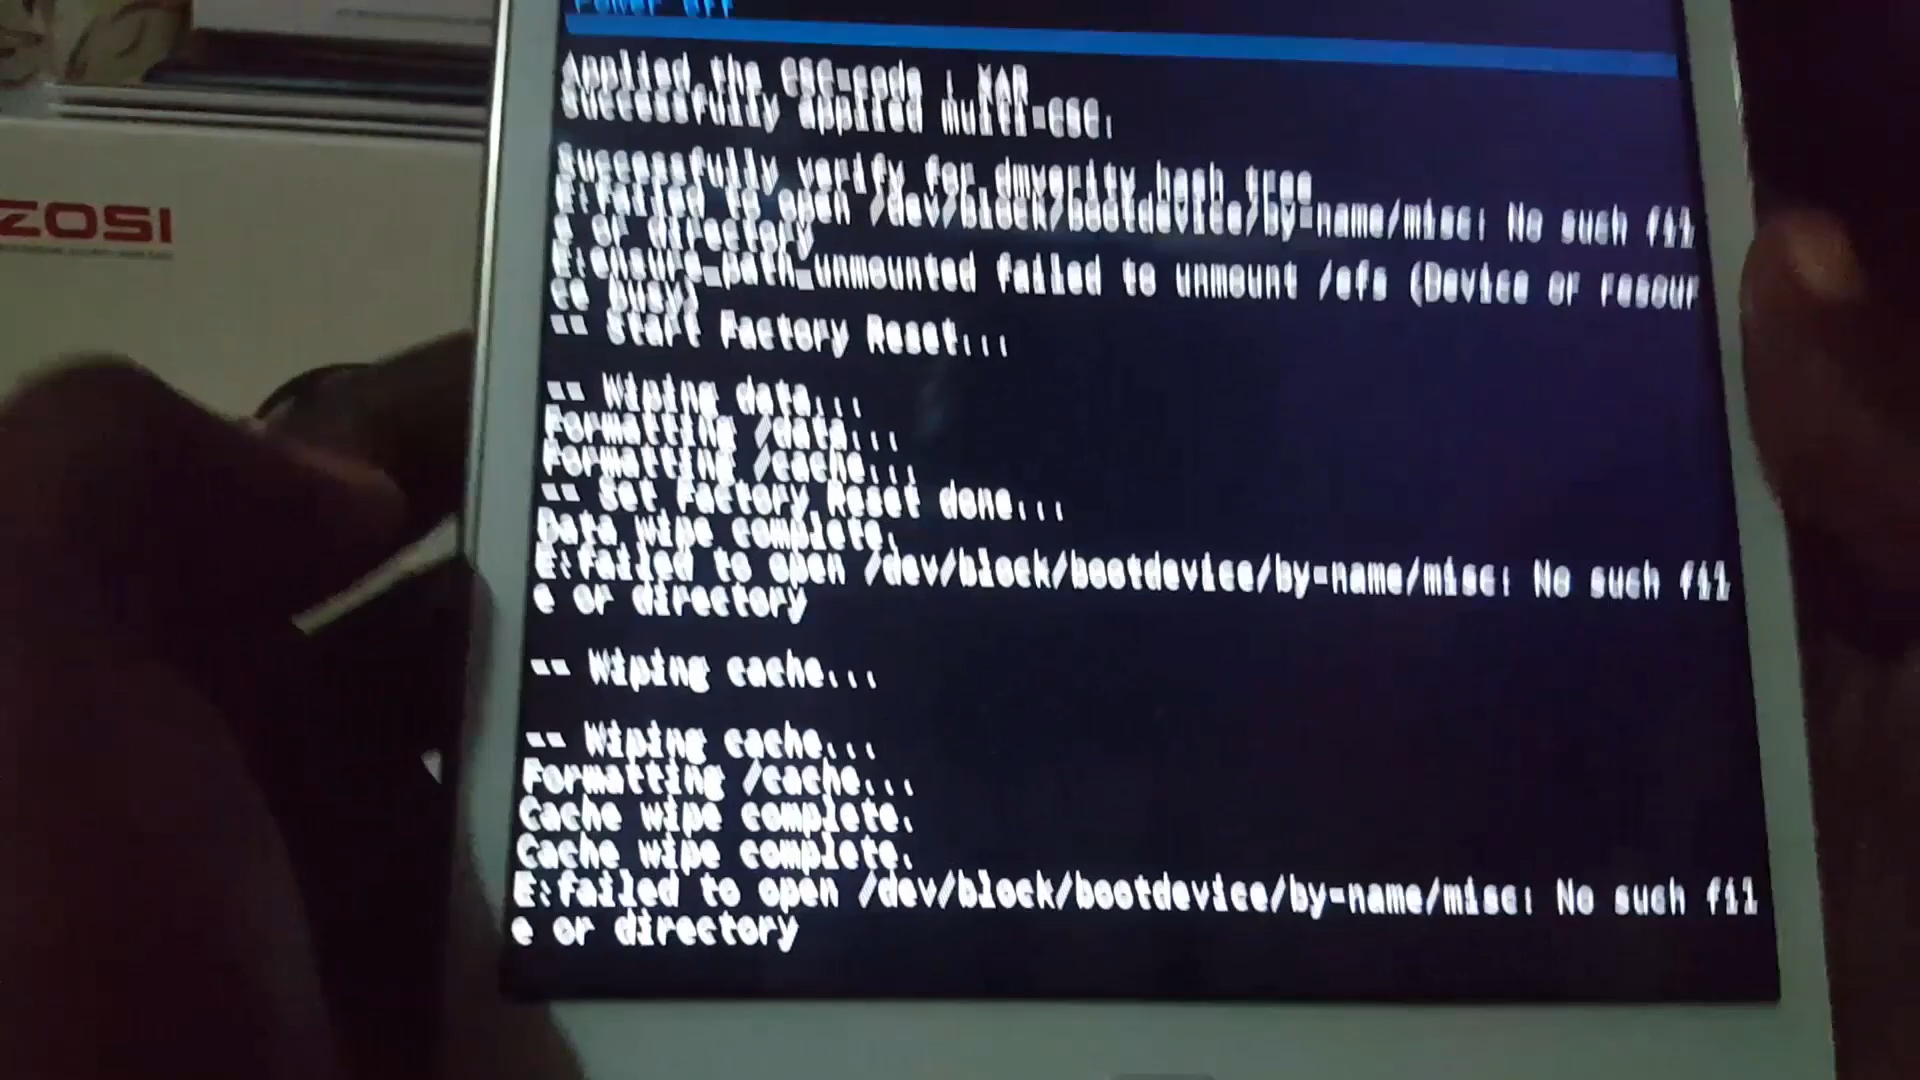 Power off
ZOSI
Applied the CSC-code : XAR
Successfully applied multi-CSC.
Successfully verify for dmverity hash tree
E:failed to open /dev/block/bootdevice/by-name/misc: No such fil
e or directory
E:ensure_path_unmounted failed to unmount /efs (Device or resour
ce busy)
-- Start Factory Reset...
-- Wiping data...
Formatting /data...
Formatting /cache...
-- Set Factory Reset done...
Data wipe complete.
E:failed to open /dev/block/bootdevice/by-name/misc: No such fil
e or directory
-- Wiping cache...
-- Wiping cache...
Formatting /cache...
Cache wipe complete.
Cache wipe complete.
E:failed to open /dev/block/bootdevice/by-name/misc: No such fil
e or directory